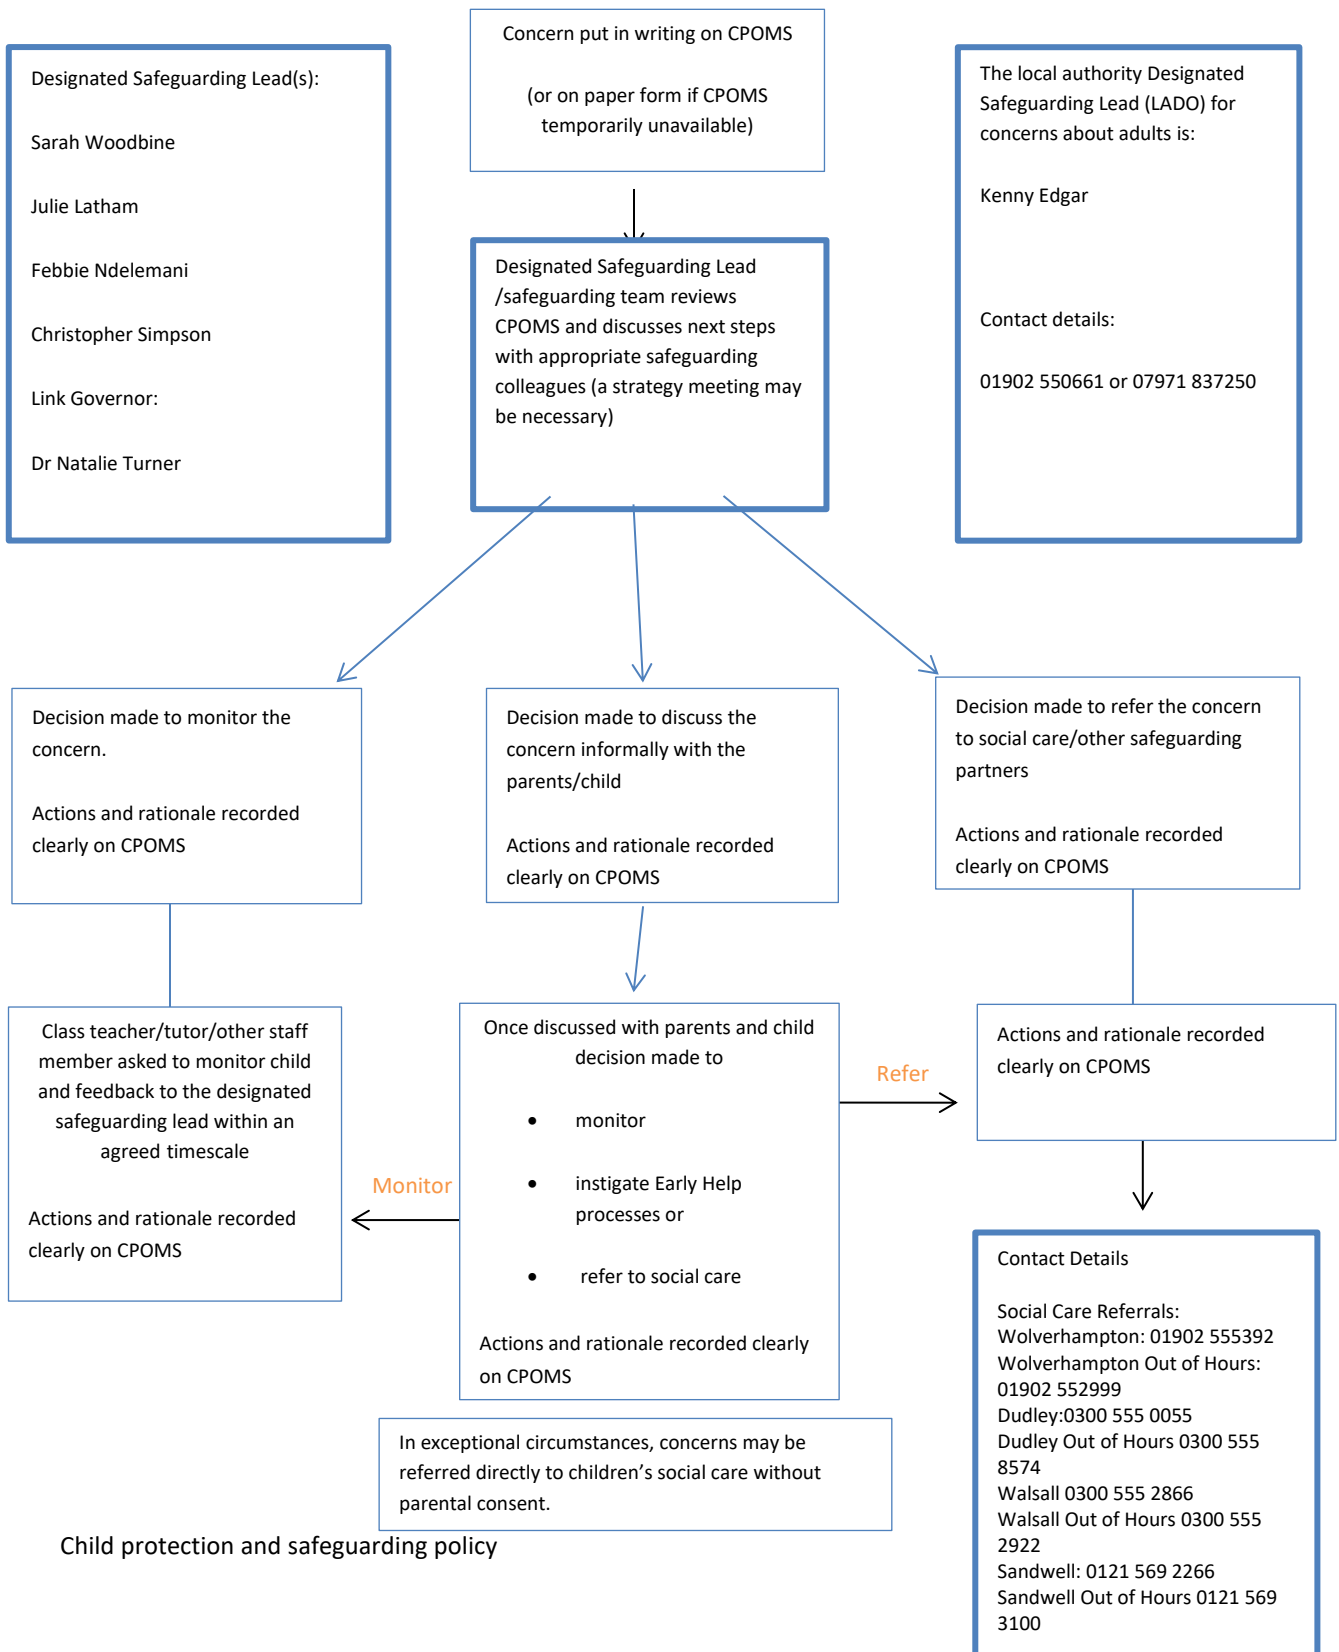 Concern put in writing on CPOMS
(or on paper form if CPOMS
temporarily unavailable)
Designated Safeguarding Lead(s):
Sarah Woodbine
Julie Latham
Febbie Ndelemani
Christopher Simpson
Link Governor:
Dr Natalie Turner
The local authority Designated
Safeguarding Lead (LADO) for
concerns about adults is:
Kenny Edgar
Contact details:
01902 550661 or 07971 837250
Designated Safeguarding Lead
/safeguarding team reviews
CPOMS and discusses next steps
with appropriate safeguarding
colleagues (a strategy meeting may
be necessary)
Decision made to monitor the
concern.
Actions and rationale recorded
clearly on CPOMS
Decision made to discuss the
concern informally with the
parents/child
Actions and rationale recorded
clearly on CPOMS
Decision made to refer the concern
to social care/other safeguarding
partners
Actions and rationale recorded
clearly on CPOMS
Class teacher/tutor/other staff
member asked to monitor child
and feedback to the designated
safeguarding lead within an
agreed timescale
Actions and rationale recorded
clearly on CPOMS
Monitor
Once discussed with parents and child
decision made to
• monitor
• instigate Early Help
processes or
• refer to social care
Actions and rationale recorded clearly
on CPOMS
Refer
Actions and rationale recorded
clearly on CPOMS
Contact Details
Social Care Referrals:
Wolverhampton: 01902 555392
Wolverhampton Out of Hours:
01902 552999
Dudley:0300 555 0055
Dudley Out of Hours 0300 555
8574
Walsall 0300 555 2866
Walsall Out of Hours 0300 555
2922
Sandwell: 0121 569 2266
Sandwell Out of Hours 0121 569
3100
In exceptional circumstances, concerns may be
referred directly to children’s social care without
parental consent.
Child protection and safeguarding policy